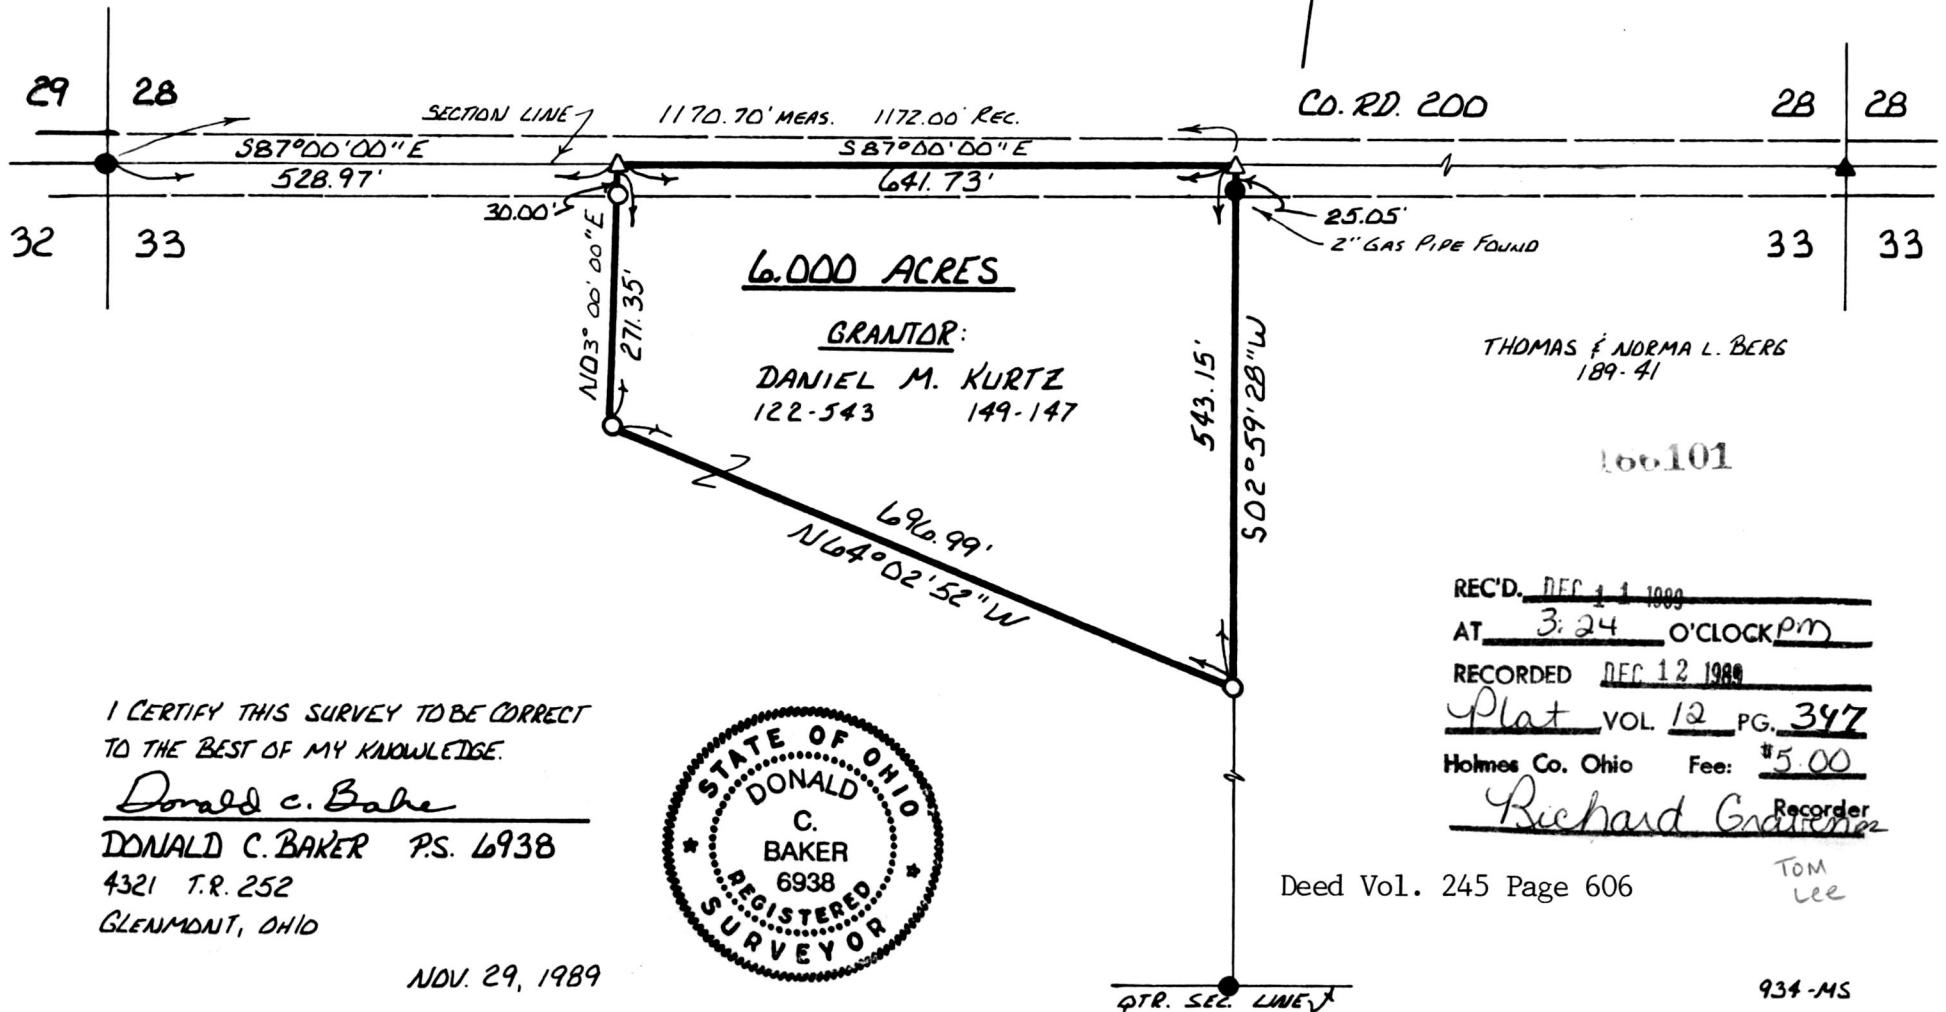 29 28
SECTION LINE 1170.70' MEAS. 1172.00' REC.
CO. RD. 200
28 28
S87°00'00"E
S87°00'00"E
528.97'
641.73'
30.00'
25.05'
2" GAS PIPE FOUND
32 33
33 33
N03°00'00"E
271.35'
6.000 ACRES
GRANTOR:
DANIEL M. KURTZ
122-543 149-147
543.15'
S02°59'28"W
THOMAS & NORMA L. BERG
189-41
101
696.99'
N64°02'52"W
REC'D. DEC 11 1989
AT 3:24 O'CLOCK PM
RECORDED DEC 12 1989
Plat VOL. 12 PG. 347
Holmes Co. Ohio Fee: $5.00
Richard Recorder
TOM
Lee
I CERTIFY THIS SURVEY TO BE CORRECT
TO THE BEST OF MY KNOWLEDGE.
Donald C. Baker
DONALD C. BAKER P.S. 6938
4321 T.R. 252
GLENMONT, OHIO
NOV. 29, 1989
STATE OF OHIO
DONALD
C.
BAKER
6938
REGISTERED
SURVEYOR
Deed Vol. 245 Page 606
QTR. SEC. LINE
934-MS